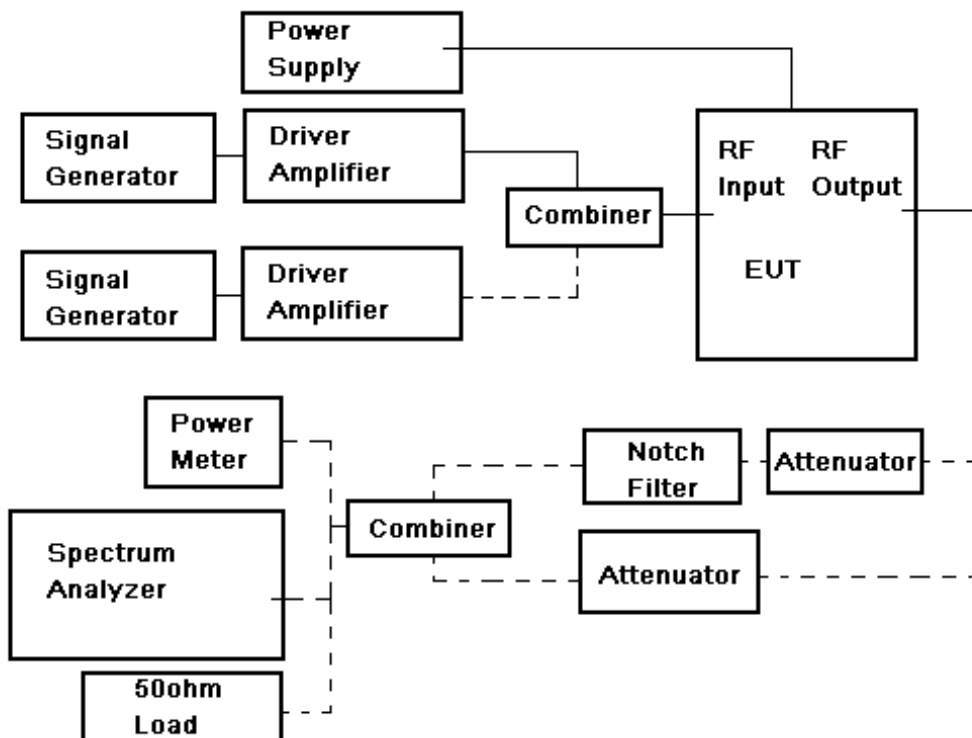 Power
Supply
Signal
Generator
Driver
Amplifier
Combiner
RF
Input
RF
Output
EUT
Signal
Generator
Driver
Amplifier
Power
Meter
Notch
Filter
Attenuator
Combiner
Attenuator
Spectrum
Analyzer
50ohm
Load